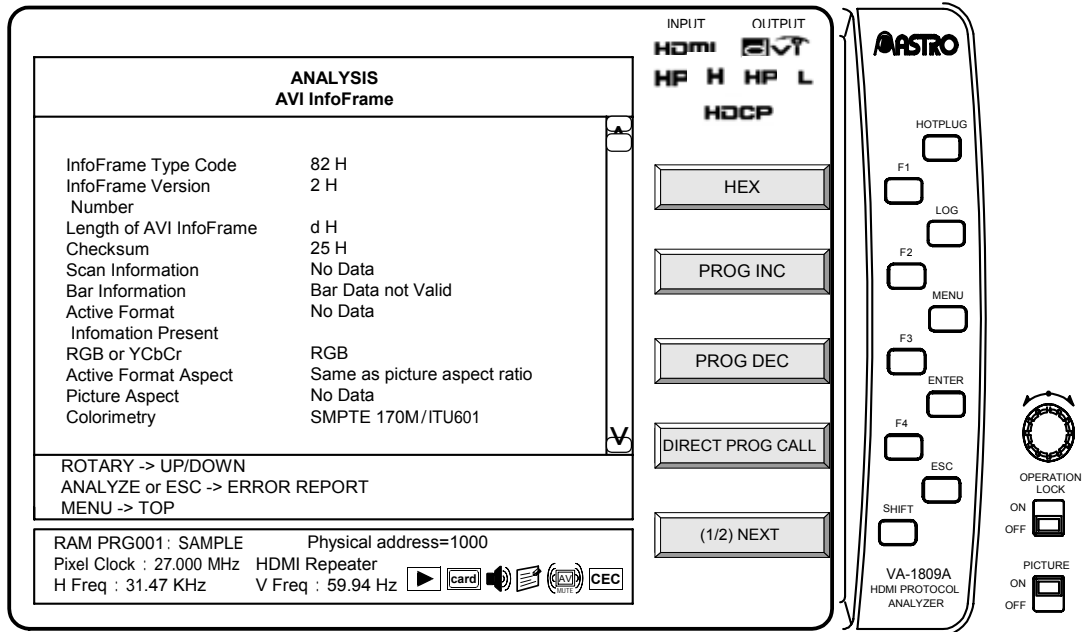 ANALYSIS
AVI InfoFrame
InfoFrame Type Code 82 H
InfoFrame Version 2 H
Number
Length of AVI InfoFrame d H
Checksum 25 H
Scan Information No Data
Bar Information Bar Data not Valid
Active Format No Data
Infomation Present
RGB or YCbCr RGB
Active Format Aspect Same as picture aspect ratio
Picture Aspect No Data
Colorimetry SMPTE 170M/ITU601
ROTARY -> UP/DOWN
ANALYZE or ESC -> ERROR REPORT
MENU -> TOP
RAM PRG001: SAMPLE Physical address=1000
Pixel Clock : 27.000 MHz HDMI Repeater
H Freq : 31.47 KHz V Freq : 59.94 Hz card AV MUTE CEC
INPUT OUTPUT
HDMI DVI
HP H HP L
HDCP
HEX
PROG INC
PROG DEC
DIRECT PROG CALL
(1/2) NEXT
ASTRO
HOTPLUG
F1
LOG
F2
MENU
F3
ENTER
F4
ESC
SHIFT
VA-1809A
HDMI PROTOCOL
ANALYZER
OPERATION
LOCK
ON
OFF
PICTURE
ON
OFF